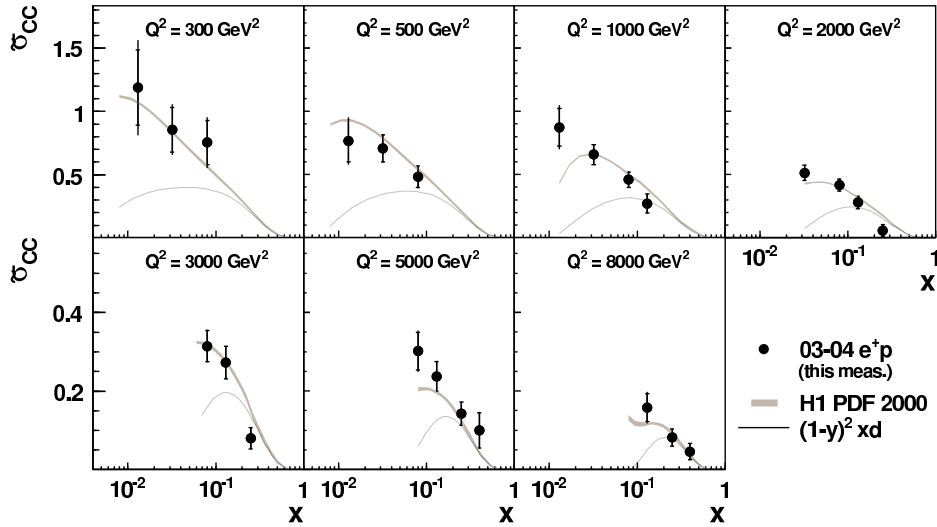 σ̃CC
Q² = 300 GeV²
Q² = 500 GeV²
Q² = 1000 GeV²
Q² = 2000 GeV²
1.5
1
0.5
10⁻² 10⁻¹ 1
x
σ̃CC
Q² = 3000 GeV²
Q² = 5000 GeV²
Q² = 8000 GeV²
0.4
0.2
03-04 e⁺p
(this meas.)
H1 PDF 2000
(1-y)² xd
10⁻² 10⁻¹ 1
10⁻² 10⁻¹ 1
10⁻² 10⁻¹ 1
x
x
x